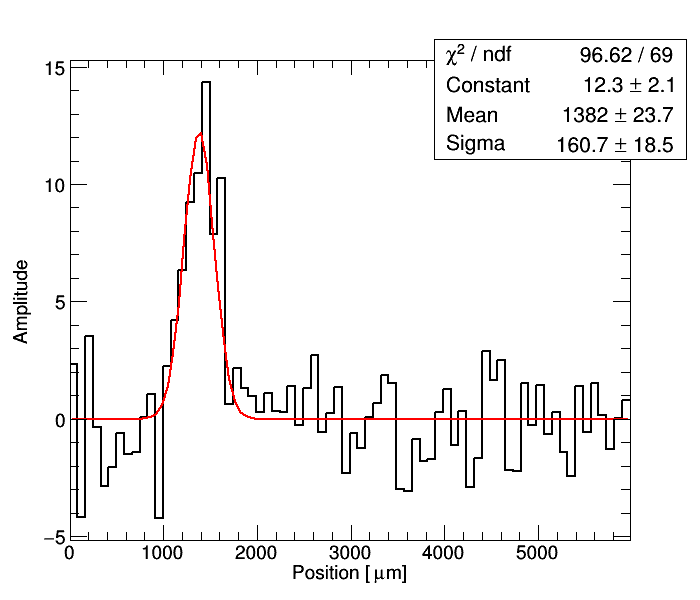 χ² / ndf 96.62 / 69
Constant 12.3 ± 2.1
Mean 1382 ± 23.7
Sigma 160.7 ± 18.5
15
10
5
0
−5
Amplitude
0 1000 2000 3000 4000 5000
Position [ μm]